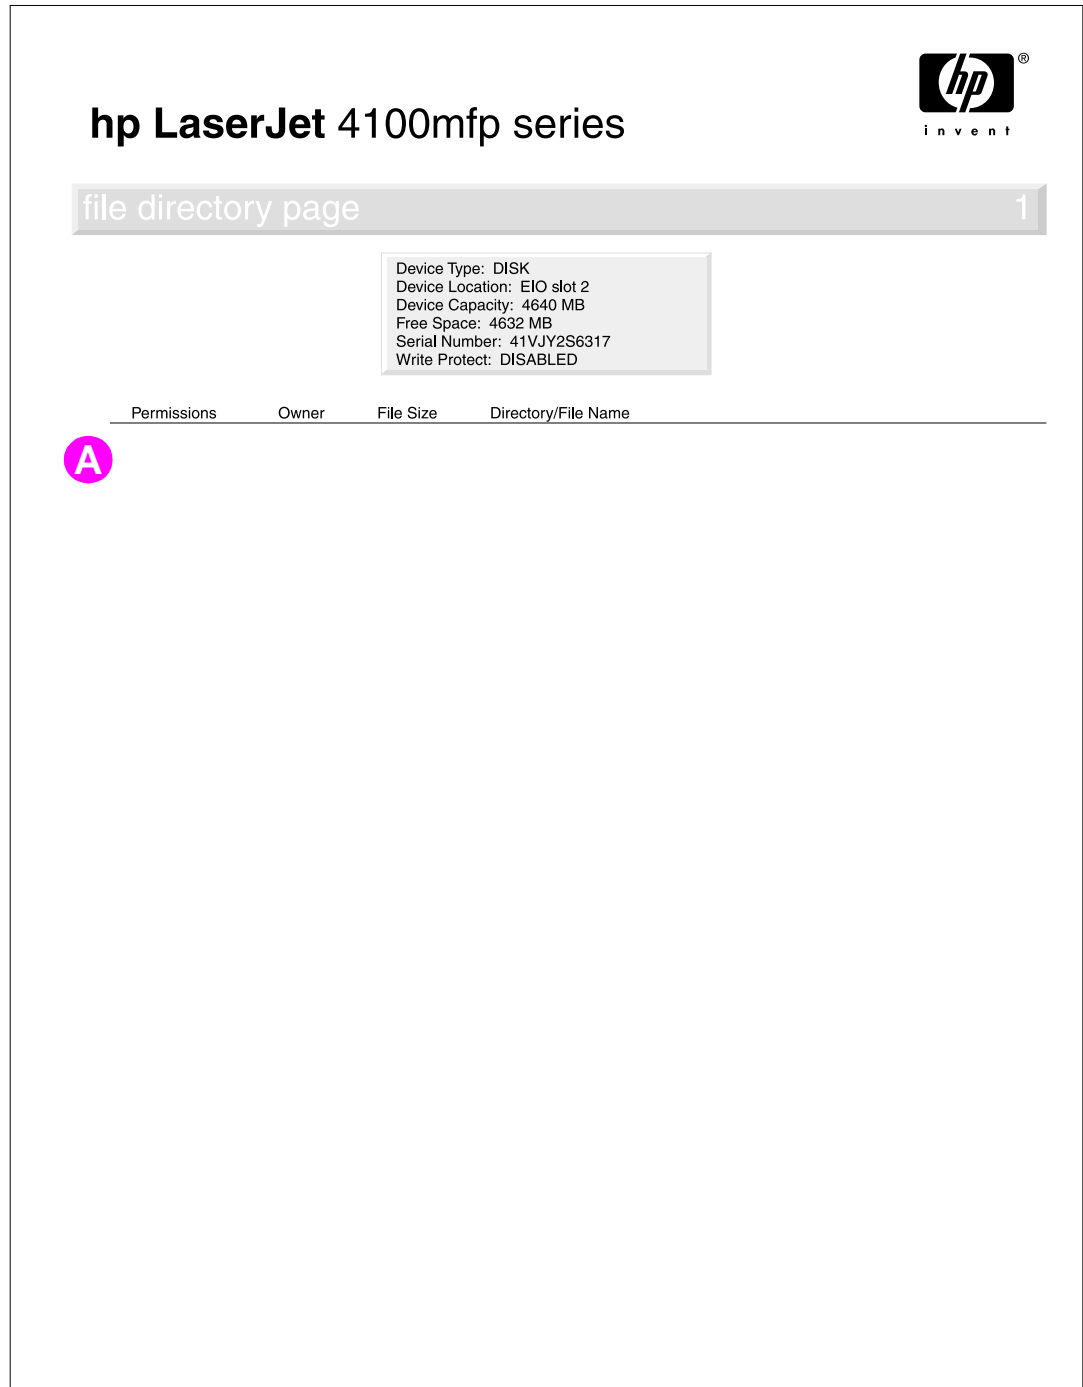 hp ®
invent
hp LaserJet 4100mfp series
file directory page 1
Device Type: DISK
Device Location: EIO slot 2
Device Capacity: 4640 MB
Free Space: 4632 MB
Serial Number: 41VJY2S6317
Write Protect: DISABLED
Permissions Owner File Size Directory/File Name
A